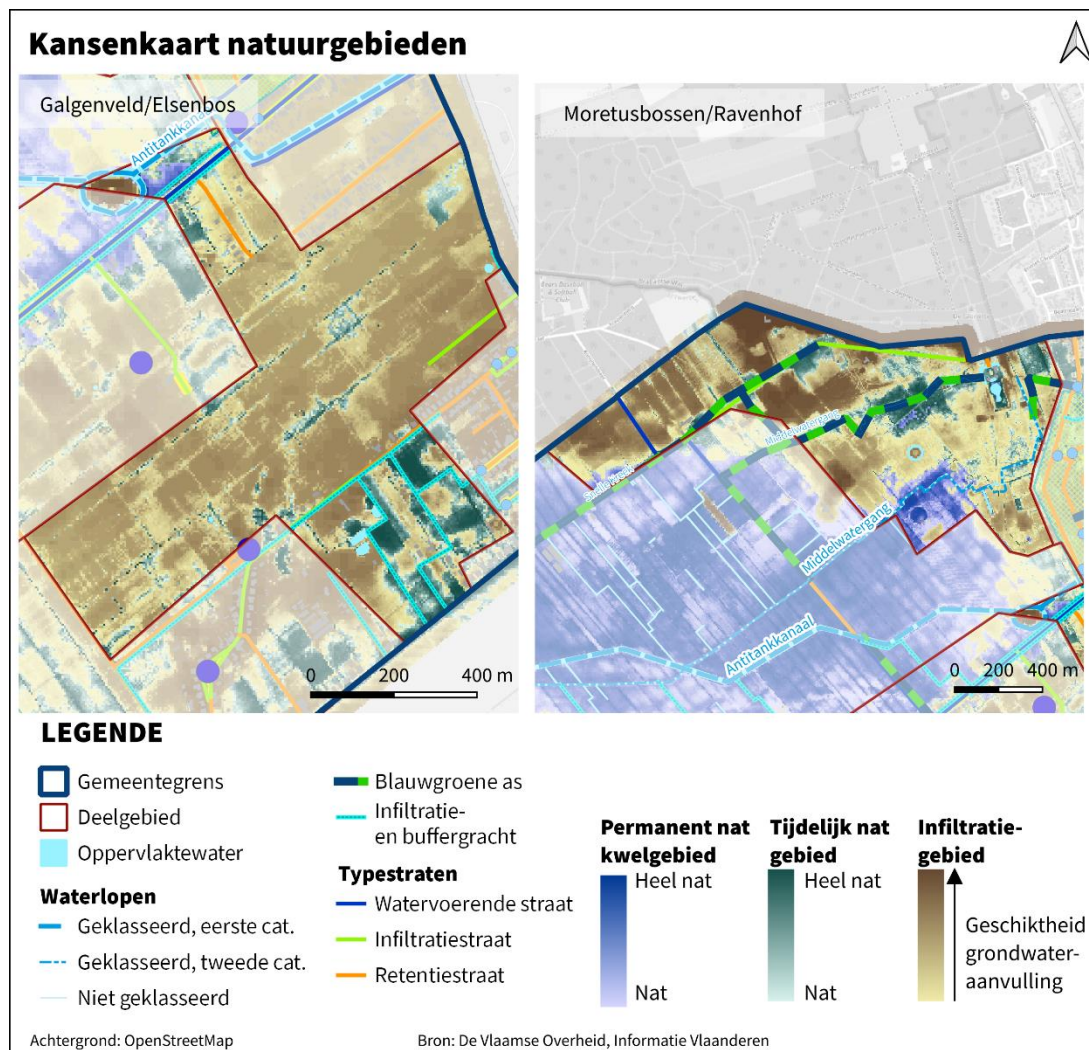 Kansenkaart natuurgebieden
Galgenveld/Elsenbos
Antitankkanaal
0 200 400 m
Moretusbossen/Ravenhof
Middelwatergang
Middelwatergang
Antitankkanaal
0 200 400 m
LEGENDE
Gemeentegrens
Deelgebied
Oppervlaktewater
Waterlopen
Geklasseerd, eerste cat.
Geklasseerd, tweede cat.
Niet geklasseerd
Blauwgroene as
Infiltratie-
en buffergracht
Typestraten
Watervoerende straat
Infiltratiestraat
Retentiestraat
Permanent nat
kwelgebied
Heel nat
Nat
Tijdelijk nat
gebied
Heel nat
Nat
Infiltratie-
gebied
Geschiktheid
grondwater-
aanvulling
Achtergrond: OpenStreetMap
Bron: De Vlaamse Overheid, Informatie Vlaanderen